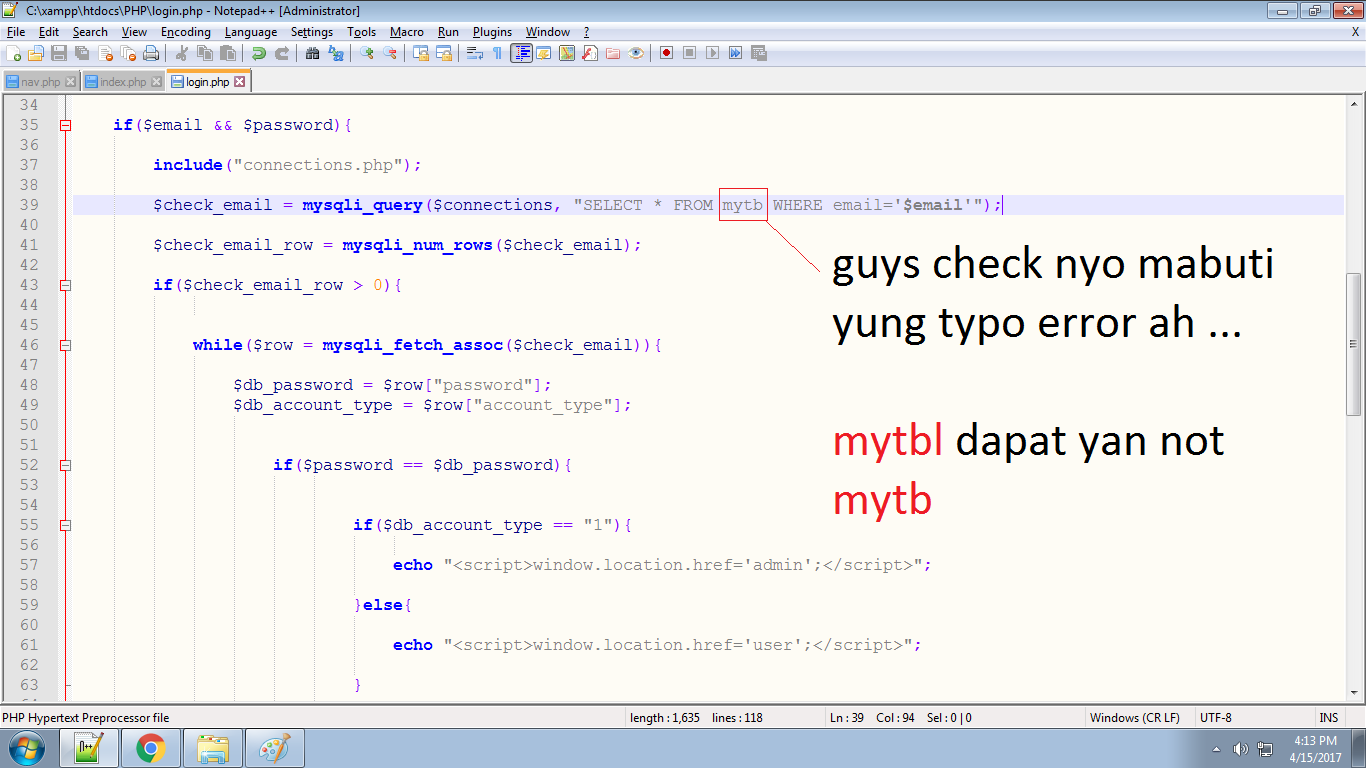 C:\xampp\htdocs\PHP\login.php - Notepad++ [Administrator]
File Edit Search View Encoding Language Settings Tools Macro Run Plugins Window ? X
nav.php index.php login.php
34
35 if($email && $password){
36
37 include("connections.php");
38
39 $check_email = mysqli_query($connections, "SELECT * FROM mytb WHERE email='$email'");
40
41 $check_email_row = mysqli_num_rows($check_email);
42
43 if($check_email_row > 0){
44
45
46 while($row = mysqli_fetch_assoc($check_email)){
47
48 $db_password = $row["password"];
49 $db_account_type = $row["account_type"];
50
51
52 if($password == $db_password){
53
54
55 if($db_account_type == "1"){
56
57 echo "<script>window.location.href='admin';</script>";
58
59 }else{
60
61 echo "<script>window.location.href='user';</script>";
62
63 }
guys check nyo mabuti
yung typo error ah ...
mytbl dapat yan not
mytb
PHP Hypertext Preprocessor file length : 1,635 lines : 118 Ln : 39 Col : 94 Sel : 0 | 0 Windows (CR LF) UTF-8 INS
4:13 PM
4/15/2017